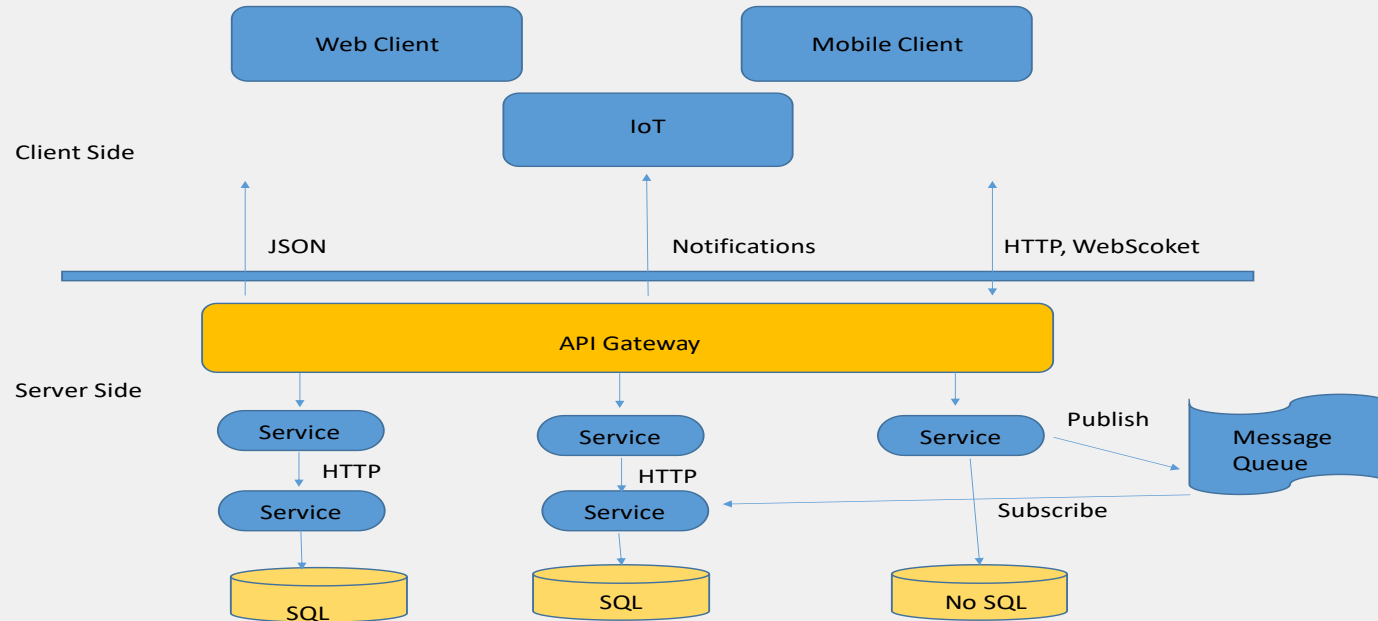 Web Client
Mobile Client
IoT
Client Side
JSON
Notifications
HTTP, WebScoket
API Gateway
Server Side
Service
Service
Service
Publish
Message
Queue
HTTP
HTTP
Service
Service
Subscribe
SQL
SQL
No SQL